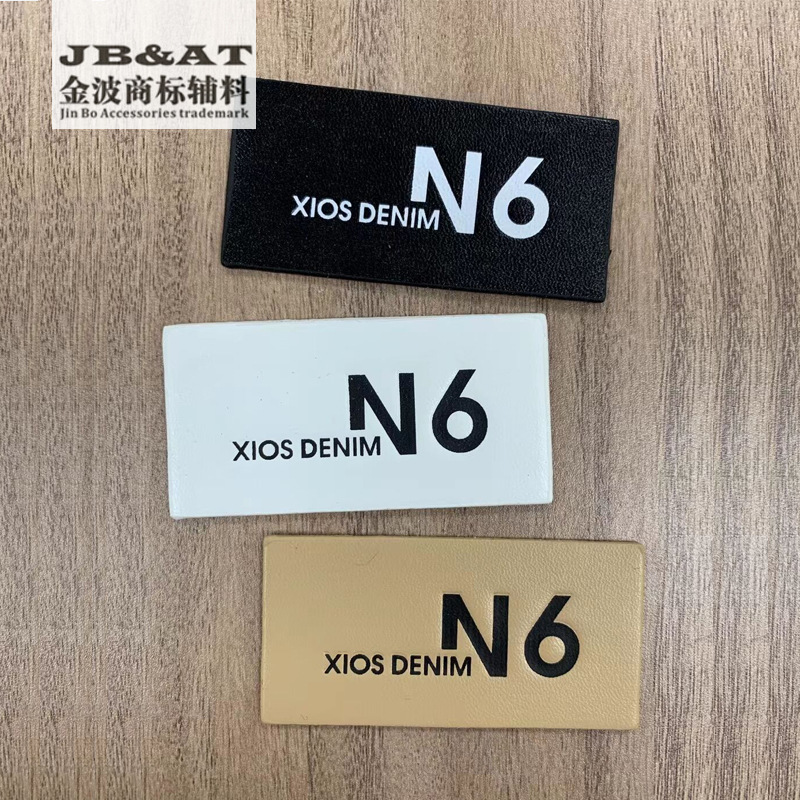 JB&AT
金波商标辅料
Jin Bo Accessories trademark
XIOS DENIM N6
XIOS DENIM N6
XIOS DENIM N6